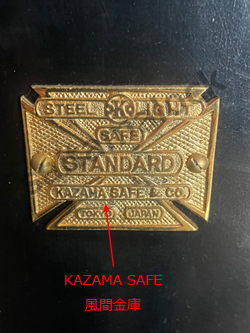 STEEL LIGHT
SAFE
STANDARD
KAZAMA SAFE & CO
TOKYO JAPAN
KAZAMA SAFE
風間金庫